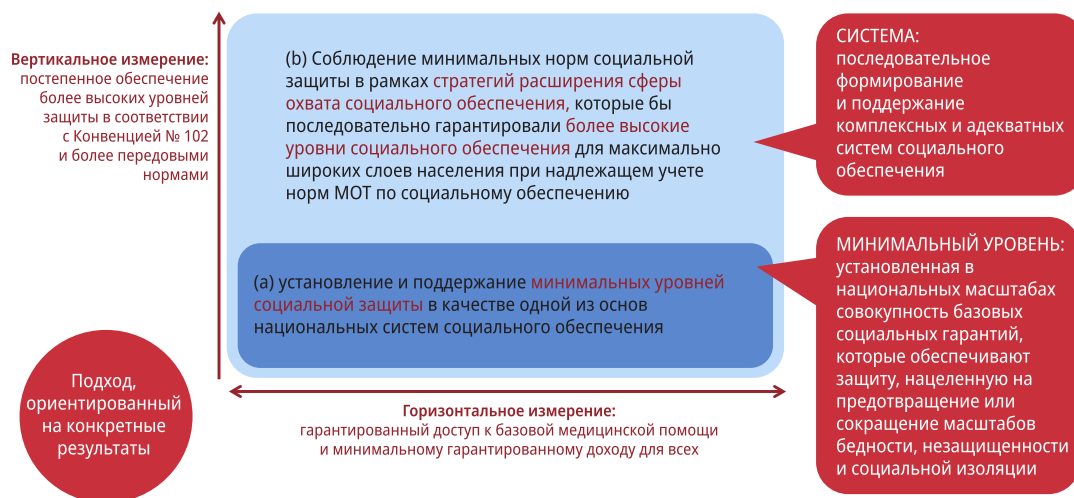 Вертикальное измерение:
постепенное обеспечение
более высоких уровней
защиты в соответствии
с Конвенцией № 102
и более передовыми
нормами
(b) Соблюдение минимальных норм социальной
защиты в рамках стратегий расширения сферы
охвата социального обеспечения, которые бы
последовательно гарантировали более высокие
уровни социального обеспечения для максимально
широких слоев населения при надлежащем учете
норм МОТ по социальному обеспечению
СИСТЕМА:
последовательное
формирование
и поддержание
комплексных и адекватных
систем социального
обеспечения
(a) установление и поддержание минимальных уровней
социальной защиты в качестве одной из основ
национальных систем социального обеспечения
МИНИМАЛЬНЫЙ УРОВЕНЬ:
установленная в
национальных масштабах
совокупность базовых
социальных гарантий,
которые обеспечивают
защиту, нацеленную на
предотвращение или
сокращение масштабов
бедности, незащищенности
и социальной изоляции
Подход,
ориентированный
на конкретные
результаты
Горизонтальное измерение:
гарантированный доступ к базовой медицинской помощи
и минимальному гарантированному доходу для всех